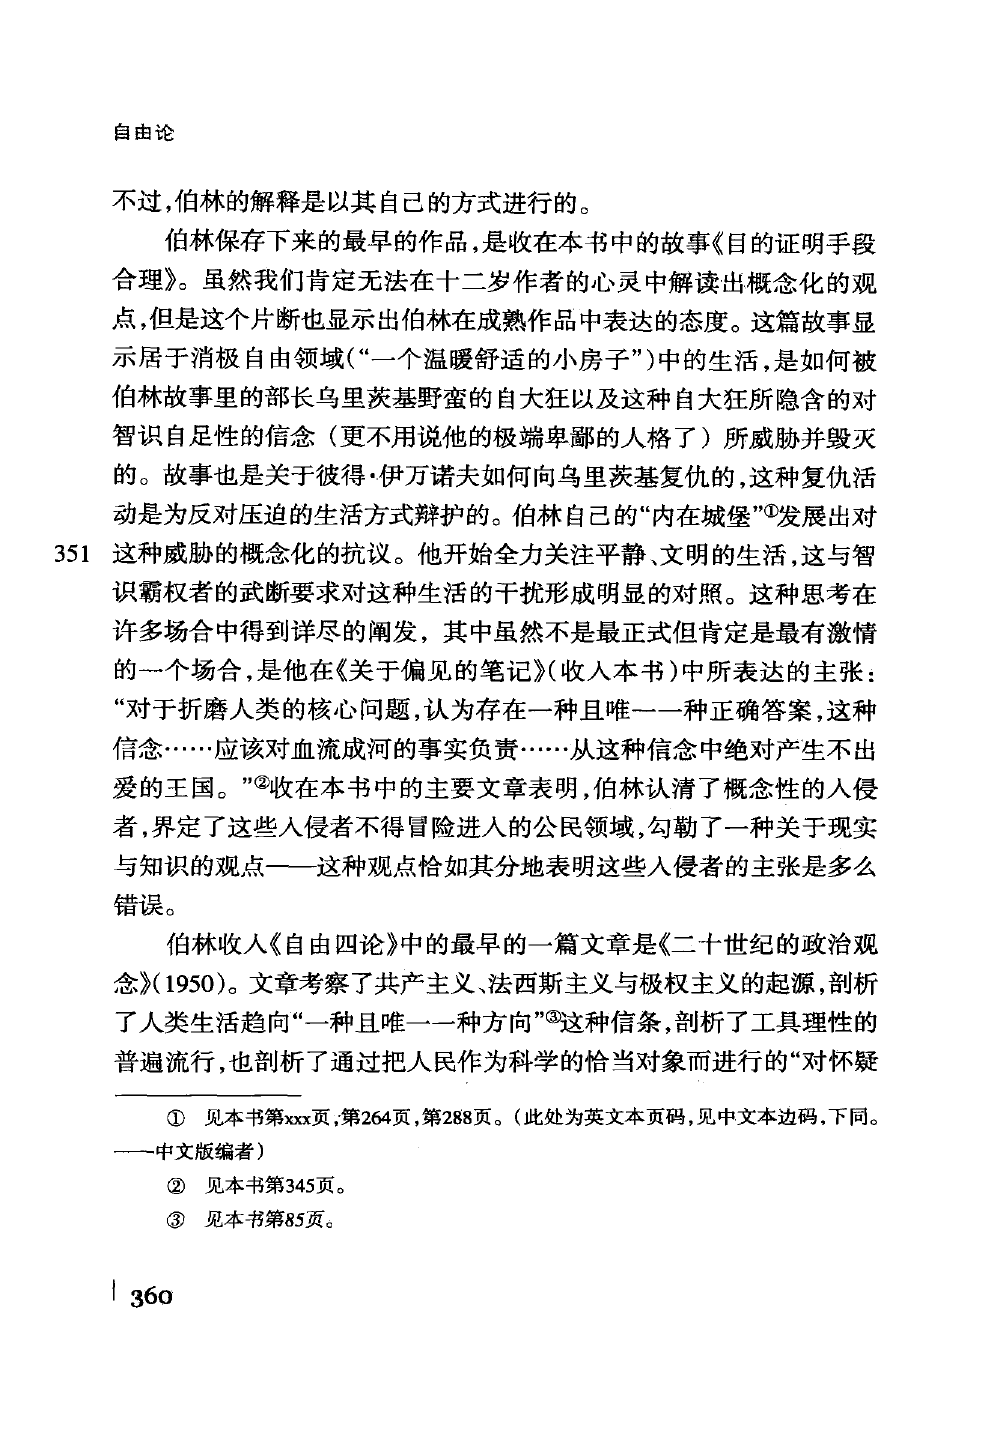 自由论
不过,伯林的解释是以其自己的方式进行的。
伯林保存下来的最早的作品,是收在本书中的故事《目的证明手段
合理》。虽然我们肯定无法在十二岁作者的心灵中解读出概念化的观
点,但是这个片断也显示出伯林在成熟作品中表达的态度。这篇故事显
示居于消极自由领域(“一个温暖舒适的小房子”)中的生活,是如何被
伯林故事里的部长乌里茨基野蛮的自大狂以及这种自大狂所隐含的对
智识自足性的信念(更不用说他的极端卑鄙的人格了)所威胁并毁灭
的。故事也是关于彼得·伊万诺夫如何向乌里茨基复仇的,这种复仇活
动是为反对压迫的生活方式辩护的。伯林自己的“内在城堡”①发展出对
351 这种威胁的概念化的抗议。他开始全力关注平静、文明的生活,这与智
识霸权者的武断要求对这种生活的干扰形成明显的对照。这种思考在
许多场合中得到详尽的阐发,其中虽然不是最正式但肯定是最有激情
的一个场合,是他在《关于偏见的笔记》(收入本书)中所表达的主张:
“对于折磨人类的核心问题,认为存在一种且唯一一种正确答案,这种
信念……应该对血流成河的事实负责……从这种信念中绝对产生不出
爱的王国。”②收在本书中的主要文章表明,伯林认清了概念性的入侵
者,界定了这些入侵者不得冒险进入的公民领域,勾勒了一种关于现实
与知识的观点——这种观点恰如其分地表明这些入侵者的主张是多么
错误。
伯林收入《自由四论》中的最早的一篇文章是《二十世纪的政治观
念》(1950)。文章考察了共产主义、法西斯主义与极权主义的起源,剖析
了人类生活趋向“一种且唯一一种方向”③这种信条,剖析了工具理性的
普遍流行,也剖析了通过把人民作为科学的恰当对象而进行的“对怀疑
① 见本书第xxx页,第264页,第288页。(此处为英文本页码,见中文本边码,下同。
——中文版编者)
② 见本书第345页。
③ 见本书第85页。
360